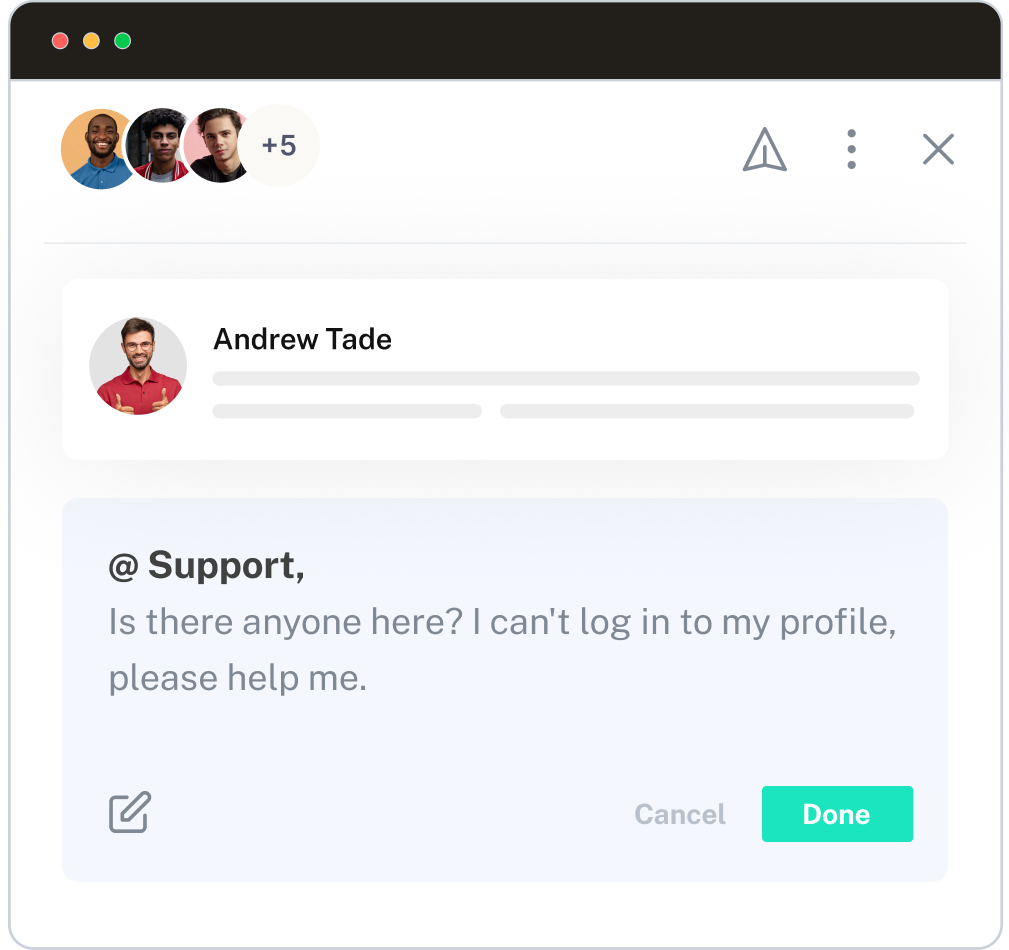 +5
Andrew Tade
@ Support,
Is there anyone here? I can't log in to my profile,
please help me.
Cancel Done